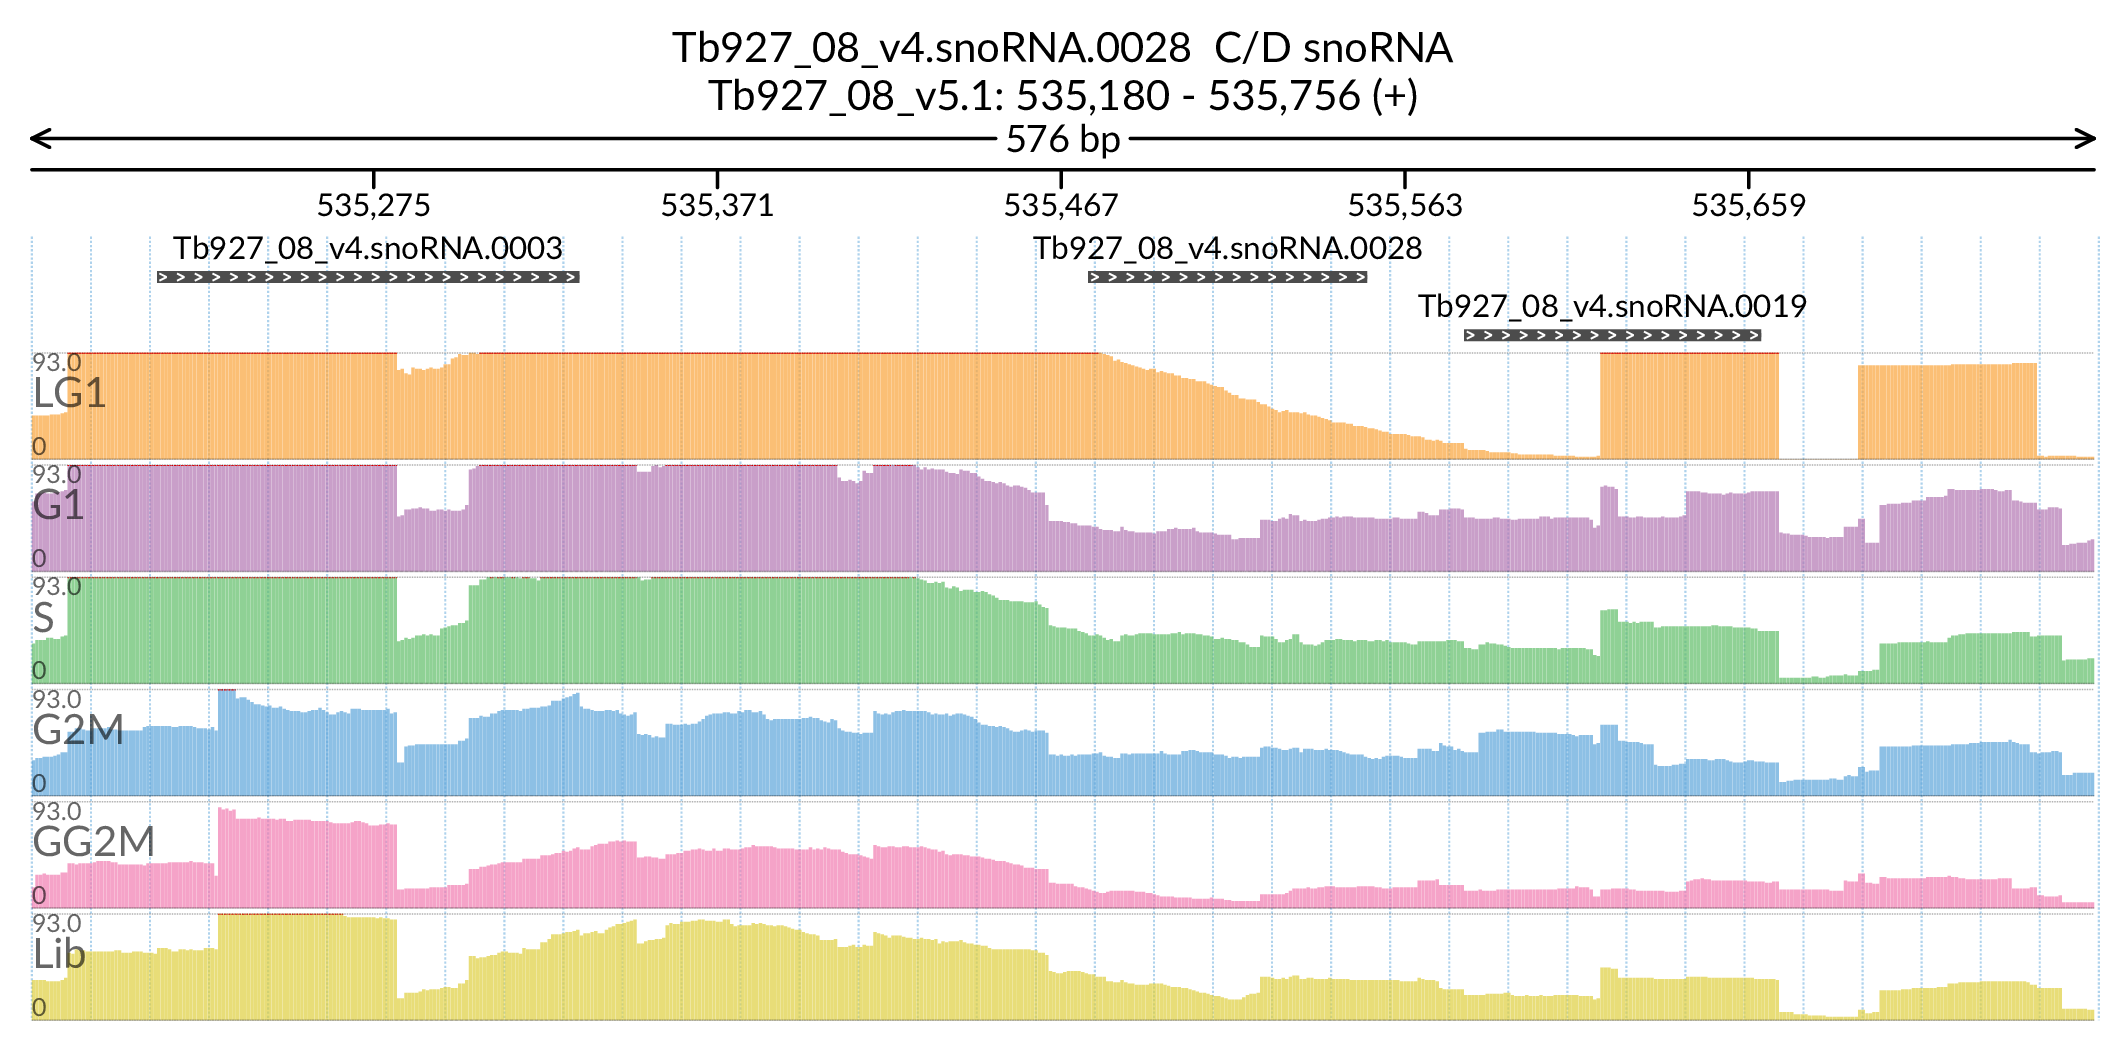 Tb927_08_v4.snoRNA.0028 C/D snoRNA
Tb927_08_v5.1: 535,180 - 535,756 (+)
576 bp
535,275 535,371 535,467 535,563 535,659
Tb927_08_v4.snoRNA.0003 Tb927_08_v4.snoRNA.0028
Tb927_08_v4.snoRNA.0019
93.0
LG1
0
93.0
G1
0
93.0
S
0
93.0
G2M
0
93.0
GG2M
0
93.0
Lib
0